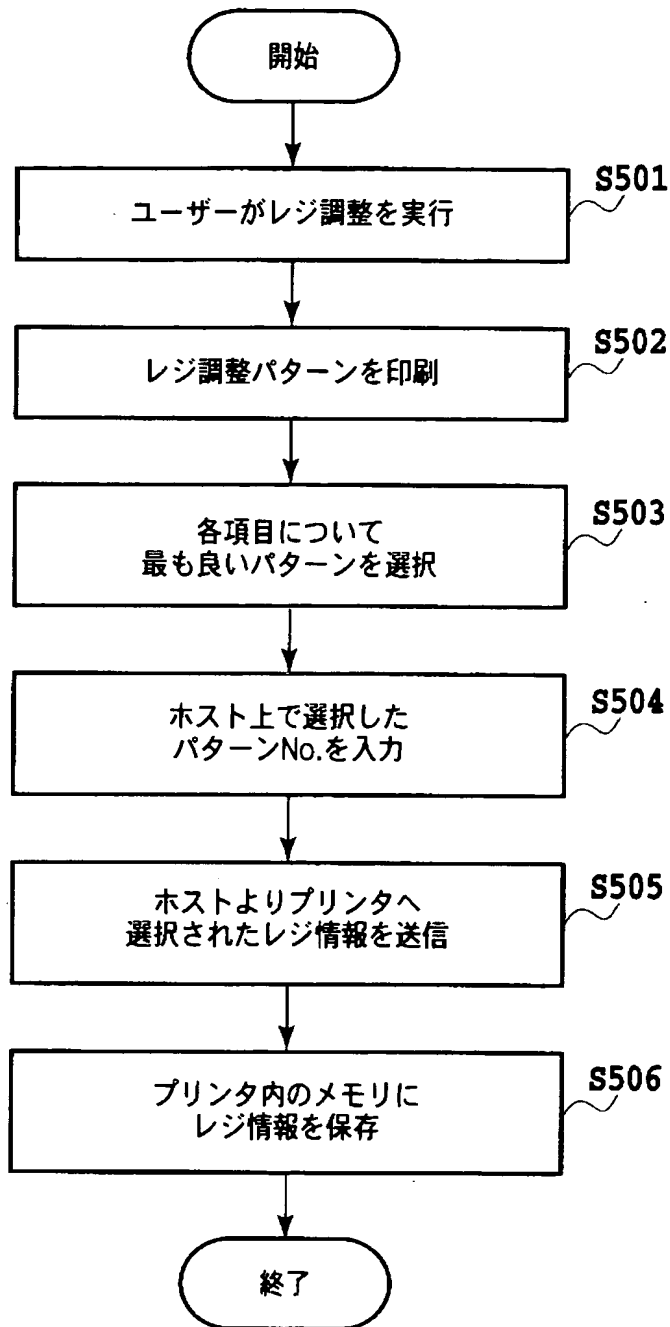 開始
S501
ユーザーがレジ調整を実行
S502
レジ調整パターンを印刷
S503
各項目について
最も良いパターンを選択
S504
ホスト上で選択した
パターンNo.を入力
S505
ホストよりプリンタへ
選択されたレジ情報を送信
S506
プリンタ内のメモリに
レジ情報を保存
終了